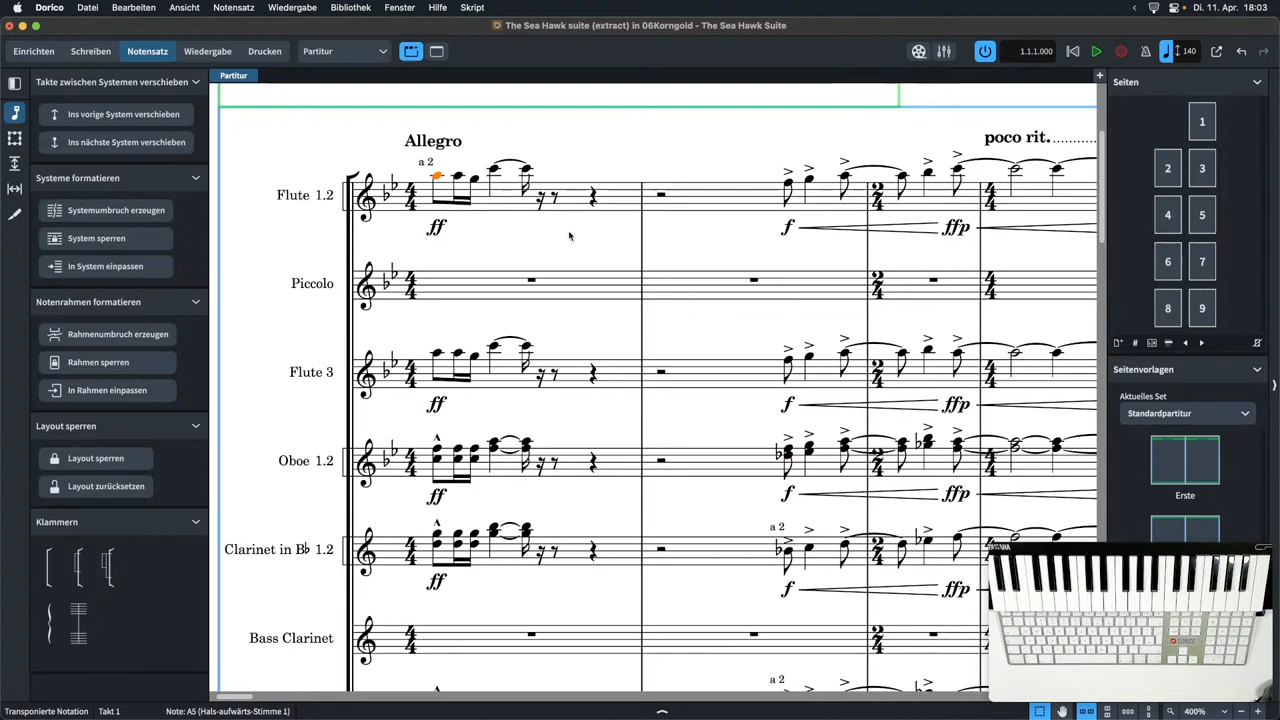 Dorico Datei Bearbeiten Ansicht Notensatz Wiedergabe Bibliothek Fenster Hilfe Skript Di. 11. Apr. 18:03
The Sea Hawk suite (extract) in 06Korngold - The Sea Hawk Suite
Einrichten Schreiben Notensatz Wiedergabe Drucken Partitur 1.1.1.000 140
Partitur
Takte zwischen Systemen verschieben
Ins vorige System verschieben
Ins nächste System verschieben
Systeme formatieren
Systemumbruch erzeugen
System sperren
In System einpassen
Notenrahmen formatieren
Rahmenumbruch erzeugen
Rahmen sperren
In Rahmen einpassen
Layout sperren
Layout sperren
Layout zurücksetzen
Klammern
Allegro poco rit.
a 2
Flute 1.2
ff f ffp
Piccolo
Flute 3
ff f ffp
Oboe 1.2
ff f ffp
a 2
Clarinet in B♭ 1.2
ff f ffp
Bass Clarinet
a 2
Seiten
1
2 3
4 5
6 7
8 9
Seitenvorlagen
Aktuelles Set
Standardpartitur
Erste
YAMAHA
DORICO
Transponierte Notation Takt 1 Note: A5 (Hals-aufwärts-Stimme 1) 400%